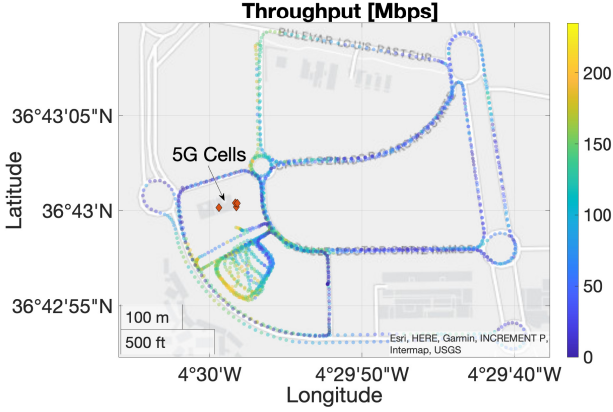 Throughput [Mbps]
BULEVAR LOUIS PASTEUR
200
36°43'05"N
5G Cells
150
Latitude
36°43'N
100
50
36°42'55"N
100 m
500 ft
Esri, HERE, Garmin, INCREMENT P,
Intermap, USGS
0
4°30'W
4°29'50"W
4°29'40"W
Longitude